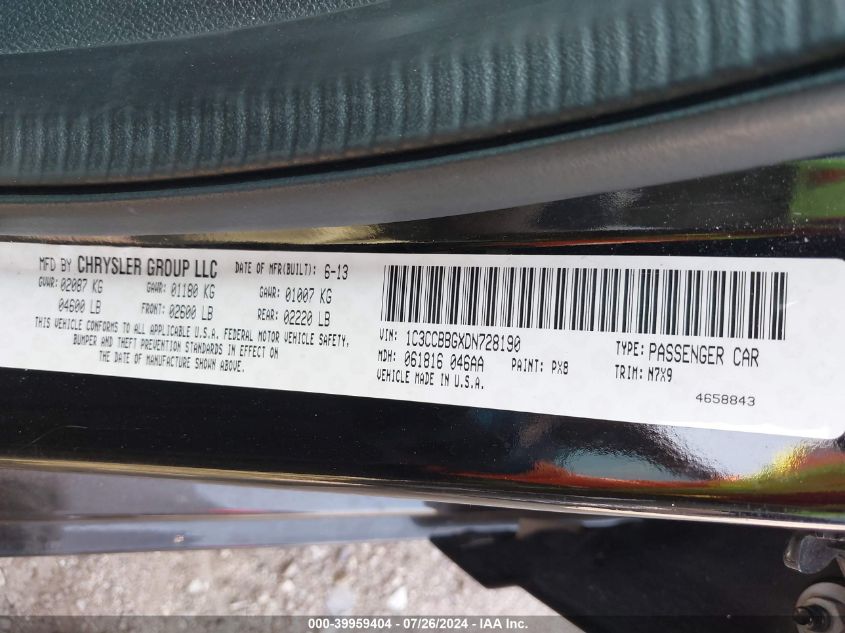 MFD BY CHRYSLER GROUP LLC DATE OF MFR(BUILT): 6-13
GVWR: 02087 KG GAWR: 01180 KG GAWR: 01007 KG
04600 LB FRONT: 02600 LB REAR: 02220 LB
THIS VEHICLE CONFORMS TO ALL APPLICABLE U.S.A. FEDERAL MOTOR VEHICLE SAFETY,
BUMPER AND THEFT PREVENTION STANDARDS IN EFFECT ON
THE DATE OF MANUFACTURE SHOWN ABOVE.
VIN: 1C3CCBBGXDN728190 TYPE: PASSENGER CAR
MDH: 061816 046AA PAINT: PX8 TRIM: N7X9
VEHICLE MADE IN U.S.A.
4658843
000-39959404 - 07/26/2024 - IAA Inc.